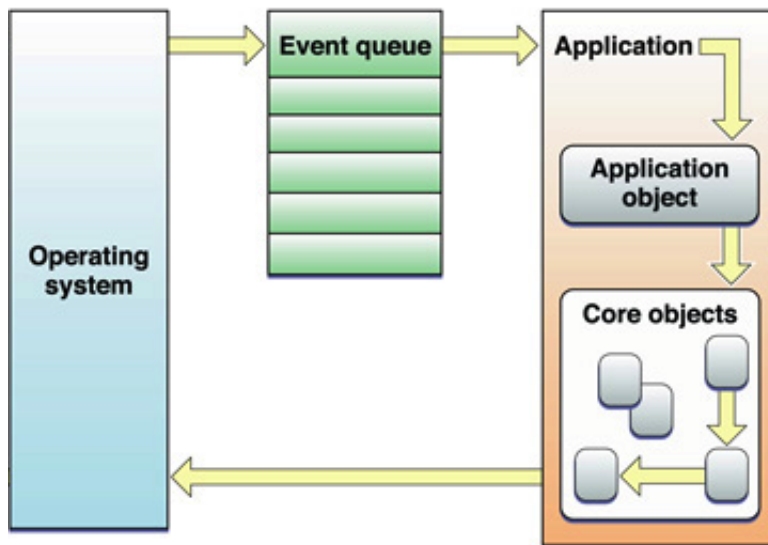 Operating
system
Event queue
Application
Application
object
Core objects